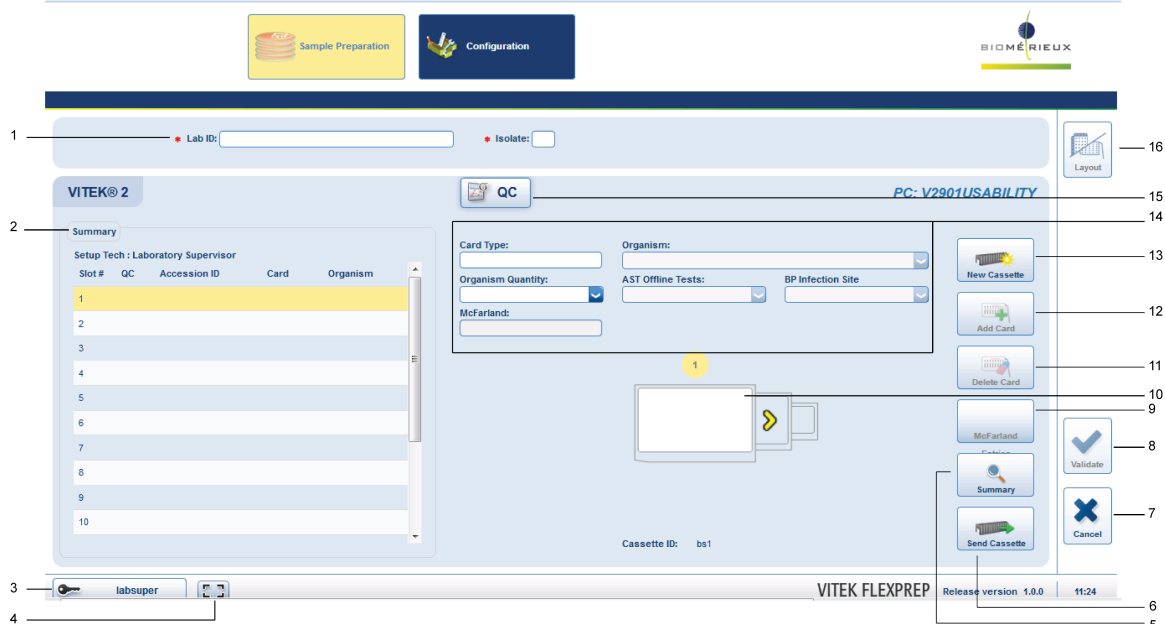 Sample Preparation
Configuration
BIOMÉRIEUX
1
* Lab ID:
* Isolate:
16
Layout
VITEK® 2
QC
PC: V2901USABILITY
15
14
2
Summary
Setup Tech : Laboratory Supervisor
Slot # QC Accession ID Card Organism
1
2
3
4
5
6
7
8
9
10
Card Type:
Organism:
Organism Quantity:
AST Offline Tests:
BP Infection Site
McFarland:
1
Cassette ID: bs1
New Cassette
13
Add Card
12
Delete Card
11
10
9
McFarland
Entries
8
Validate
Summary
7
Cancel
Send Cassette
3
labsuper
VITEK FLEXPREP
Release version 1.0.0
11:24
6
4
5